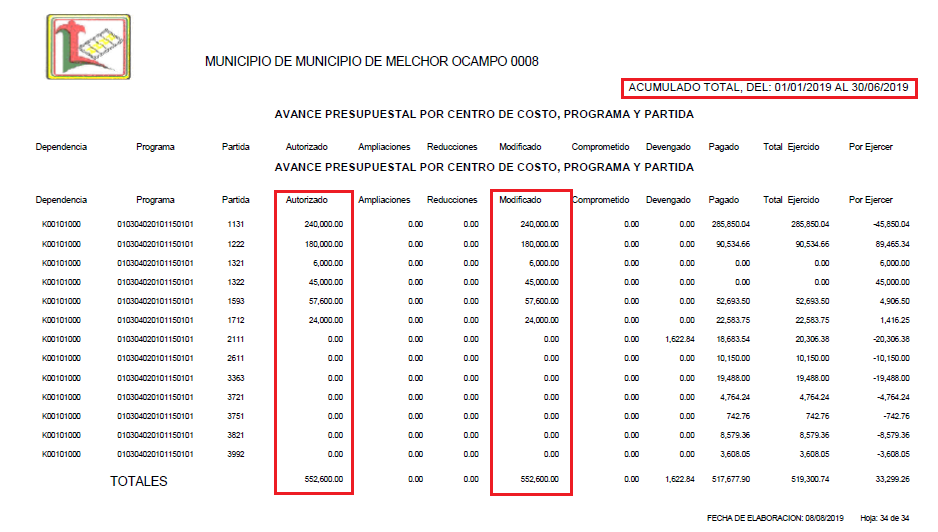 MUNICIPIO DE MUNICIPIO DE MELCHOR OCAMPO 0008
ACUMULADO TOTAL, DEL: 01/01/2019 AL 30/06/2019
AVANCE PRESUPUESTAL POR CENTRO DE COSTO, PROGRAMA Y PARTIDA
Dependencia Programa Partida Autorizado Ampliaciones Reducciones Modificado Comprometido Devengado Pagado Total Ejercido Por Ejercer
AVANCE PRESUPUESTAL POR CENTRO DE COSTO, PROGRAMA Y PARTIDA
Dependencia Programa Partida Autorizado Ampliaciones Reducciones Modificado Comprometido Devengado Pagado Total Ejercido Por Ejercer
K00101000 010304020101150101 1131 240,000.00 0.00 0.00 240,000.00 0.00 0.00 285,850.04 285,850.04 -45,850.04
K00101000 010304020101150101 1222 180,000.00 0.00 0.00 180,000.00 0.00 0.00 90,534.66 90,534.66 89,465.34
K00101000 010304020101150101 1321 6,000.00 0.00 0.00 6,000.00 0.00 0.00 0.00 0.00 6,000.00
K00101000 010304020101150101 1322 45,000.00 0.00 0.00 45,000.00 0.00 0.00 0.00 0.00 45,000.00
K00101000 010304020101150101 1593 57,600.00 0.00 0.00 57,600.00 0.00 0.00 52,693.50 52,693.50 4,906.50
K00101000 010304020101150101 1712 24,000.00 0.00 0.00 24,000.00 0.00 0.00 22,583.75 22,583.75 1,416.25
K00101000 010304020101150101 2111 0.00 0.00 0.00 0.00 0.00 1,622.84 18,683.54 20,306.38 -20,306.38
K00101000 010304020101150101 2611 0.00 0.00 0.00 0.00 0.00 0.00 10,150.00 10,150.00 -10,150.00
K00101000 010304020101150101 3363 0.00 0.00 0.00 0.00 0.00 0.00 19,488.00 19,488.00 -19,488.00
K00101000 010304020101150101 3721 0.00 0.00 0.00 0.00 0.00 0.00 4,764.24 4,764.24 -4,764.24
K00101000 010304020101150101 3751 0.00 0.00 0.00 0.00 0.00 0.00 742.76 742.76 -742.76
K00101000 010304020101150101 3821 0.00 0.00 0.00 0.00 0.00 0.00 8,579.36 8,579.36 -8,579.36
K00101000 010304020101150101 3992 0.00 0.00 0.00 0.00 0.00 0.00 3,608.05 3,608.05 -3,608.05
TOTALES 552,600.00 0.00 0.00 552,600.00 0.00 1,622.84 517,677.90 519,300.74 33,299.26
FECHA DE ELABORACION: 08/08/2019 Hoja: 34 de 34